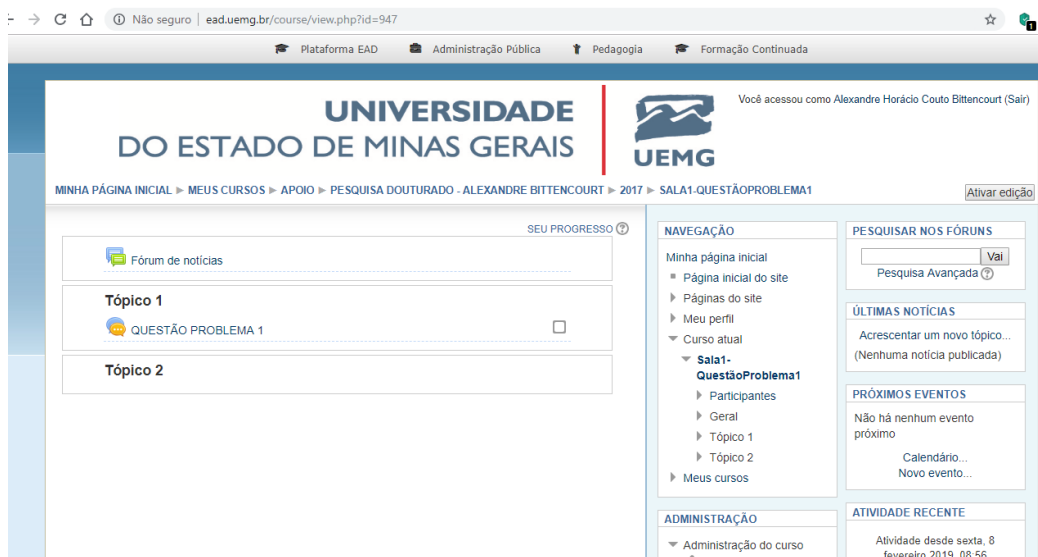 Não seguro | ead.uemg.br/course/view.php?id=947
1
Plataforma EAD Administração Pública Pedagogia Formação Continuada
UNIVERSIDADE
DO ESTADO DE MINAS GERAIS
UEMG
Você acessou como Alexandre Horácio Couto Bittencourt (Sair)
MINHA PÁGINA INICIAL ▶ MEUS CURSOS ▶ APOIO ▶ PESQUISA DOUTURADO - ALEXANDRE BITTENCOURT ▶ 2017 ▶ SALA1-QUESTÃOPROBLEMA1
Ativar edição
SEU PROGRESSO
Fórum de notícias
Tópico 1
QUESTÃO PROBLEMA 1
Tópico 2
NAVEGAÇÃO
Minha página inicial
Página inicial do site
Páginas do site
Meu perfil
Curso atual
Sala1-
QuestãoProblema1
Participantes
Geral
Tópico 1
Tópico 2
Meus cursos
ADMINISTRAÇÃO
Administração do curso
PESQUISAR NOS FÓRUNS
Vai
Pesquisa Avançada
ÚLTIMAS NOTÍCIAS
Acrescentar um novo tópico...
(Nenhuma notícia publicada)
PRÓXIMOS EVENTOS
Não há nenhum evento
próximo
Calendário...
Novo evento...
ATIVIDADE RECENTE
Atividade desde sexta, 8
fevereiro 2019, 08:56